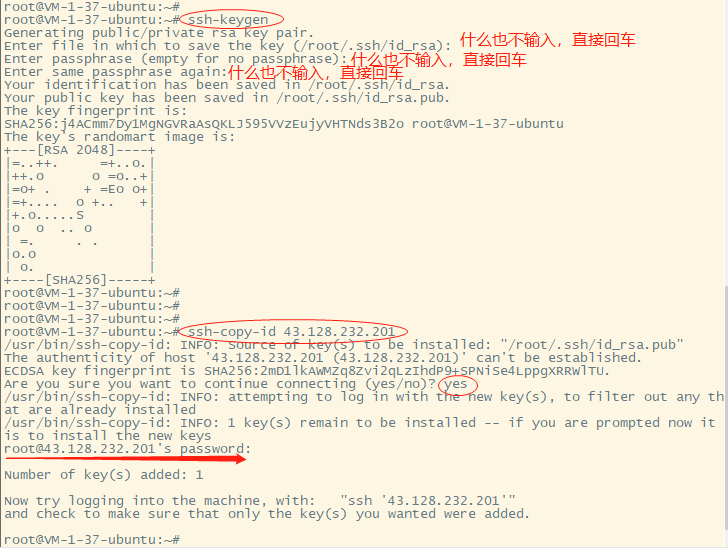 root@VM-1-37-ubuntu:~#
root@VM-1-37-ubuntu:~# ssh-keygen
Generating public/private rsa key pair.
Enter file in which to save the key (/root/.ssh/id_rsa): 什么也不输入，直接回车
Enter passphrase (empty for no passphrase):什么也不输入，直接回车
Enter same passphrase again:什么也不输入，直接回车
Your identification has been saved in /root/.ssh/id_rsa.
Your public key has been saved in /root/.ssh/id_rsa.pub.
The key fingerprint is:
SHA256:j4ACmm7Dy1MgNGVRaAsQKLJ595VVzEujyVHTNds3B2o root@VM-1-37-ubuntu
The key's randomart image is:
+---[RSA 2048]----+
|=..++.     =+..o.|
|++.o      o =o..+|
|=o+ .    + =Eo o+|
|=+....  o +..   +|
|+.o.....S        |
|o  o  .. o       |
| =.     . .      |
|o.o              |
| o.              |
+----[SHA256]-----+
root@VM-1-37-ubuntu:~#
root@VM-1-37-ubuntu:~#
root@VM-1-37-ubuntu:~# ssh-copy-id 43.128.232.201
/usr/bin/ssh-copy-id: INFO: Source of key(s) to be installed: "/root/.ssh/id_rsa.pub"
The authenticity of host '43.128.232.201 (43.128.232.201)' can't be established.
ECDSA key fingerprint is SHA256:2mD1lkAWMZq8Zvi2qLzIhdP9+SPNiSe4LppgXRRWlTU.
Are you sure you want to continue connecting (yes/no)? yes
/usr/bin/ssh-copy-id: INFO: attempting to log in with the new key(s), to filter out any th
at are already installed
/usr/bin/ssh-copy-id: INFO: 1 key(s) remain to be installed -- if you are prompted now it
is to install the new keys
root@43.128.232.201's password:
Number of key(s) added: 1
Now try logging into the machine, with:   "ssh '43.128.232.201'"
and check to make sure that only the key(s) you wanted were added.
root@VM-1-37-ubuntu:~#